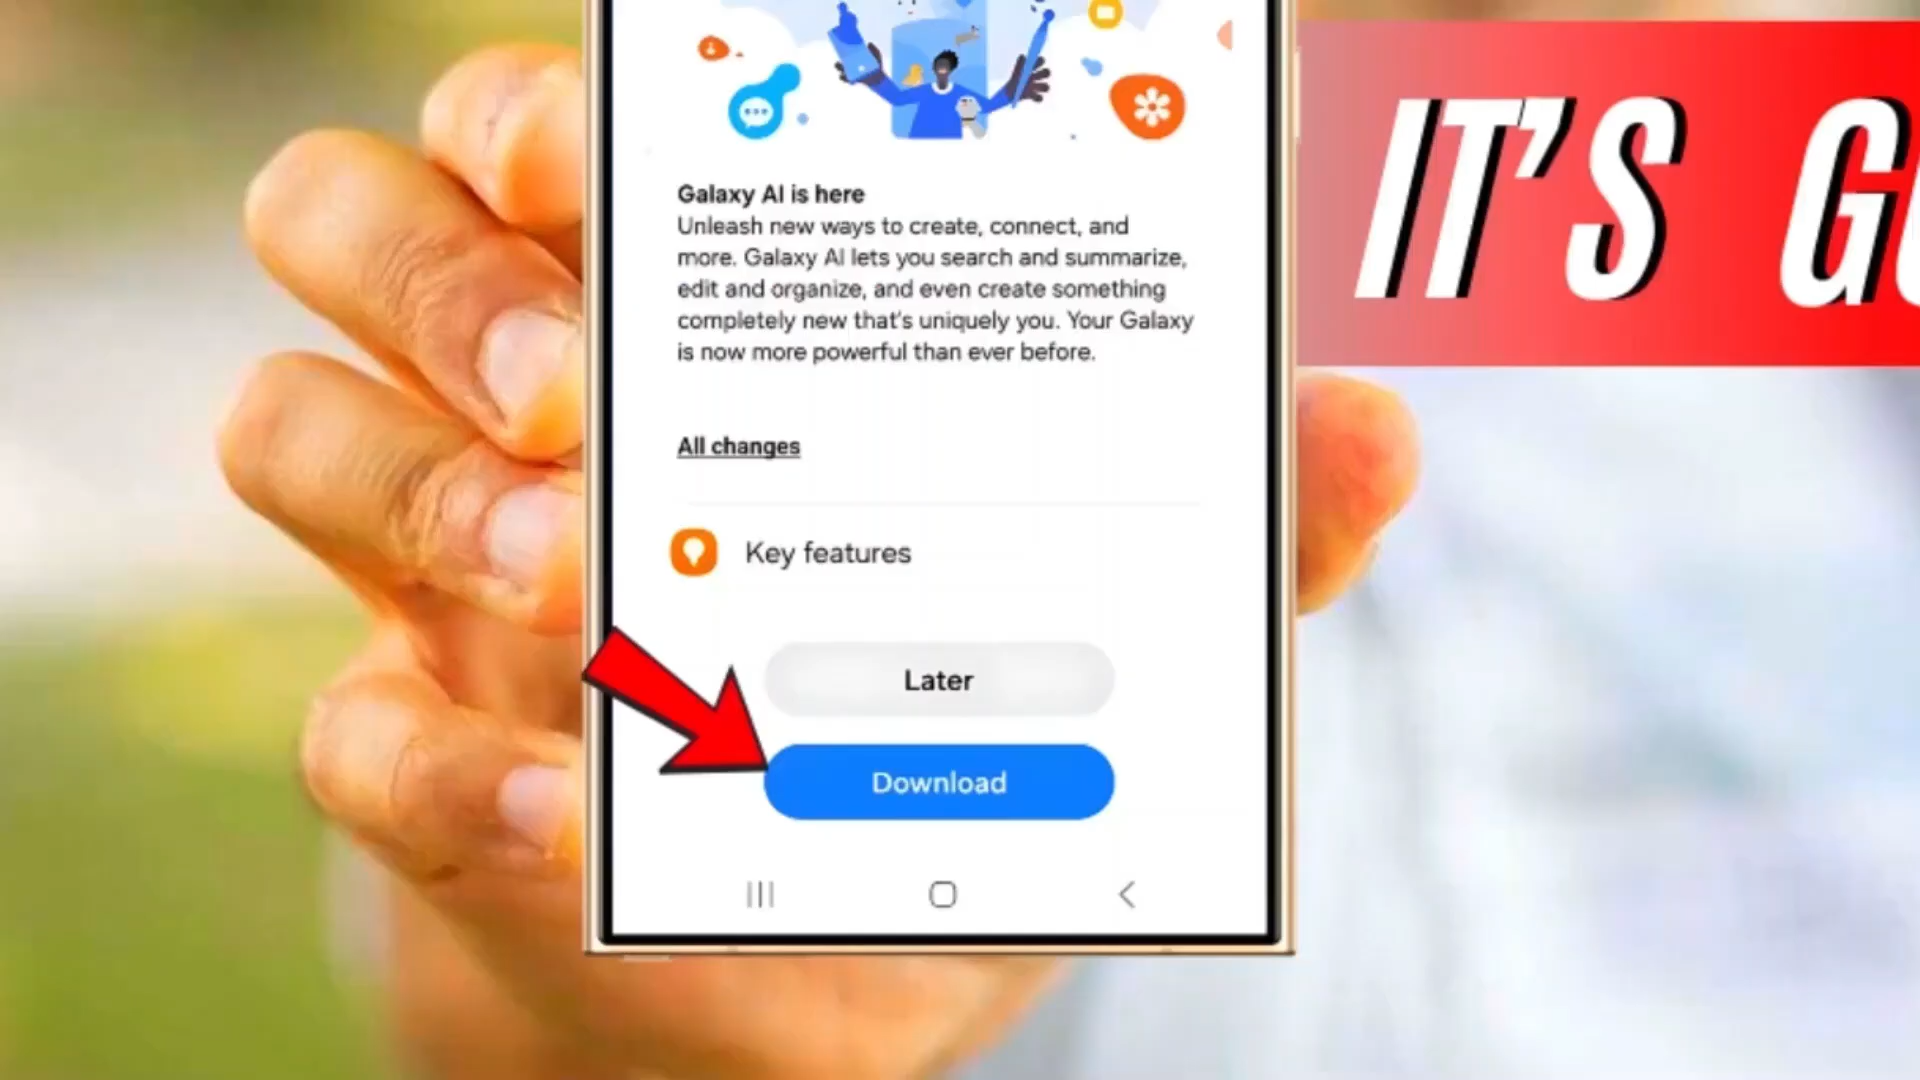 IT'S G
Galaxy AI is here
Unleash new ways to create, connect, and
more. Galaxy AI lets you search and summarize,
edit and organize, and even create something
completely new that's uniquely you. Your Galaxy
is now more powerful than ever before.
All changes
Key features
Later
Download